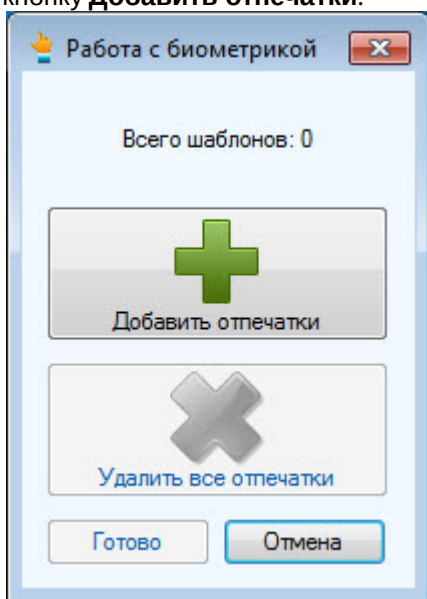 кнопку Добавить отпечатки.
Работа с биометрикой
Всего шаблонов: 0
Добавить отпечатки
Удалить все отпечатки
Готово Отмена